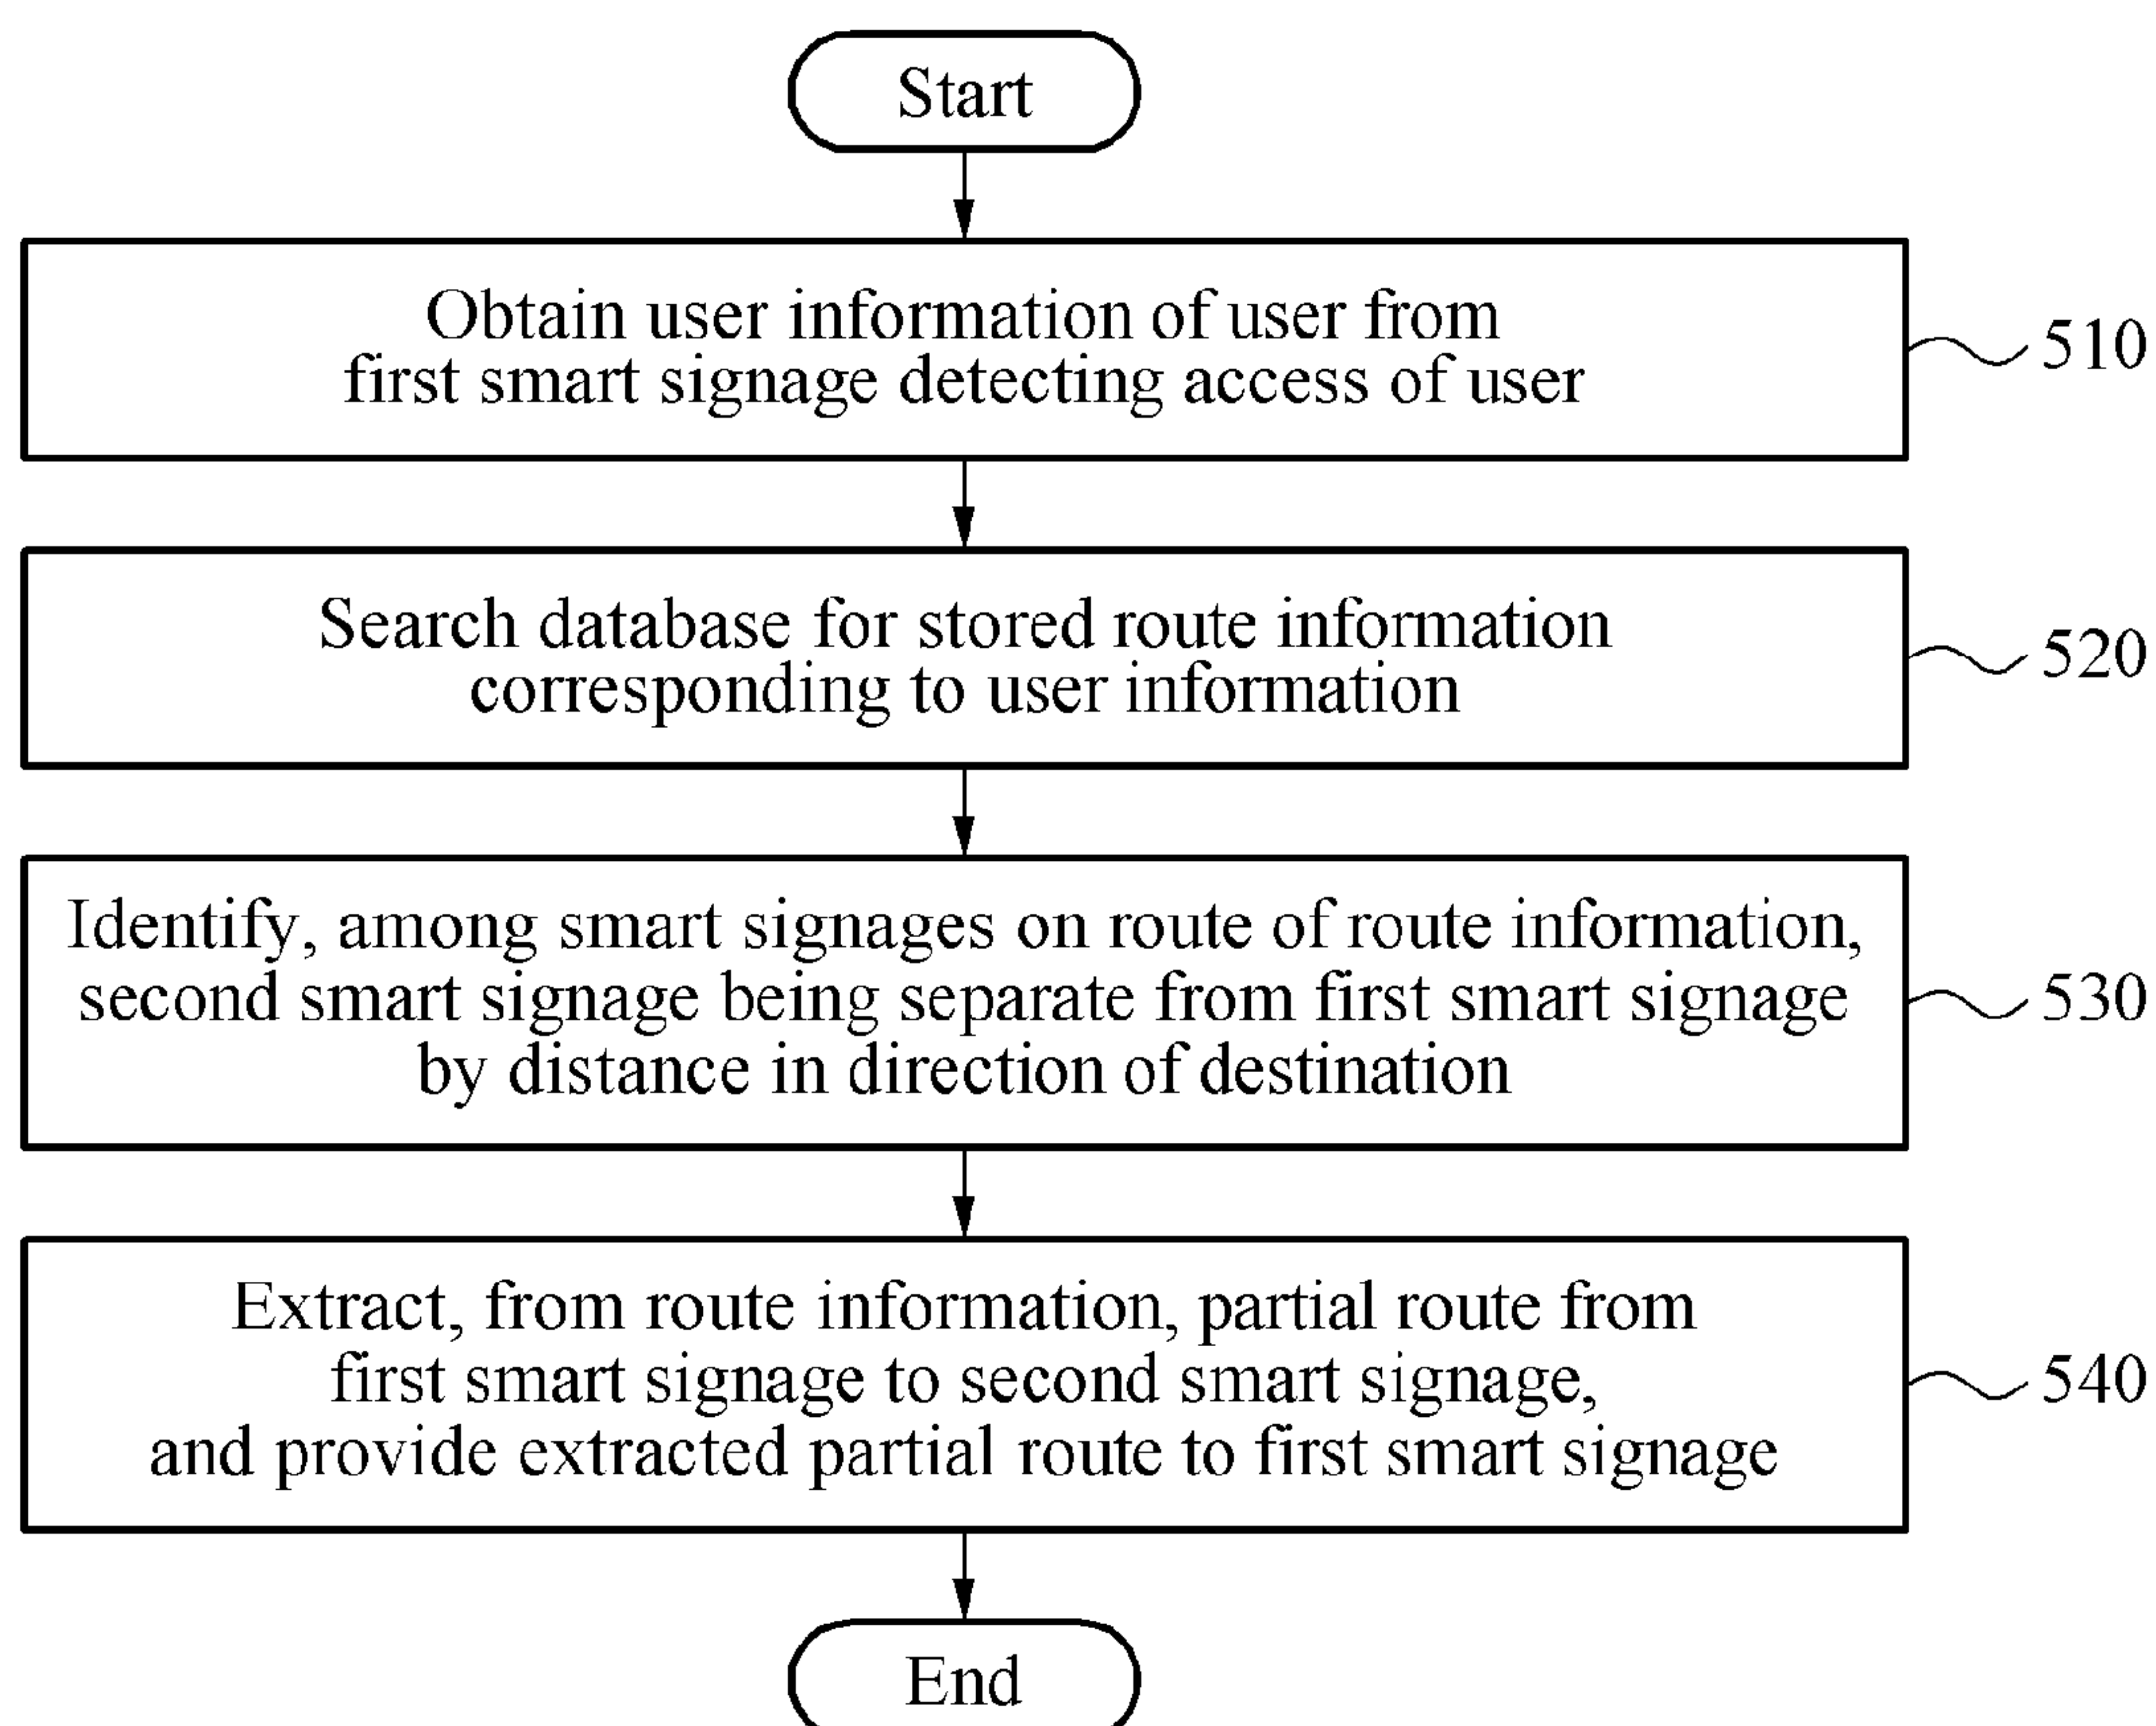 Start
Obtain user information of user from
first smart signage detecting access of user
510
Search database for stored route information
corresponding to user information
520
Identify, among smart signages on route of route information,
second smart signage being separate from first smart signage
by distance in direction of destination
530
Extract, from route information, partial route from
first smart signage to second smart signage,
and provide extracted partial route to first smart signage
540
End